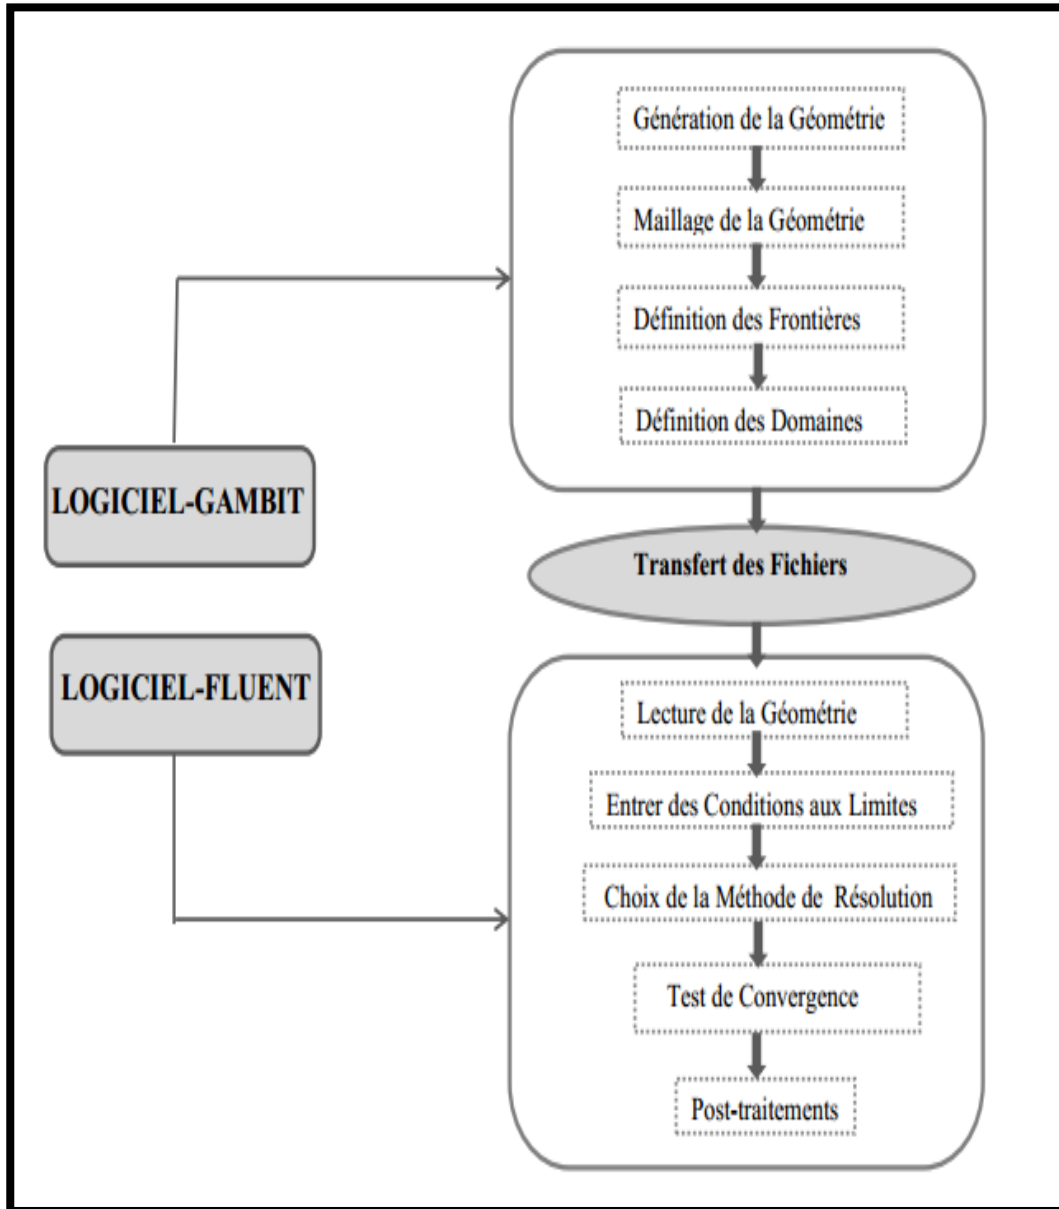 Génération de la Géométrie
Maillage de la Géométrie
Définition des Frontières
Définition des Domaines
LOGICIEL-GAMBIT
Transfert des Fichiers
LOGICIEL-FLUENT
Lecture de la Géométrie
Entrer des Conditions aux Limites
Choix de la Méthode de Résolution
Test de Convergence
Post-traitements